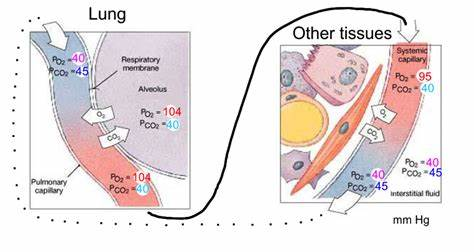 Lung
PO2 = 40
PCO2 = 45
Respiratory
membrane
Alveolus
PO2 = 104
PCO2 = 40
O2
CO2
PO2 = 104
PCO2 = 40
Pulmonary
capillary
Other tissues
Systemic
capillary
PO2 = 95
PCO2 = 40
O2
CO2
PO2 = 40
PCO2 = 45
PO2 = 40
PCO2 = 45
Interstitial fluid
mm Hg